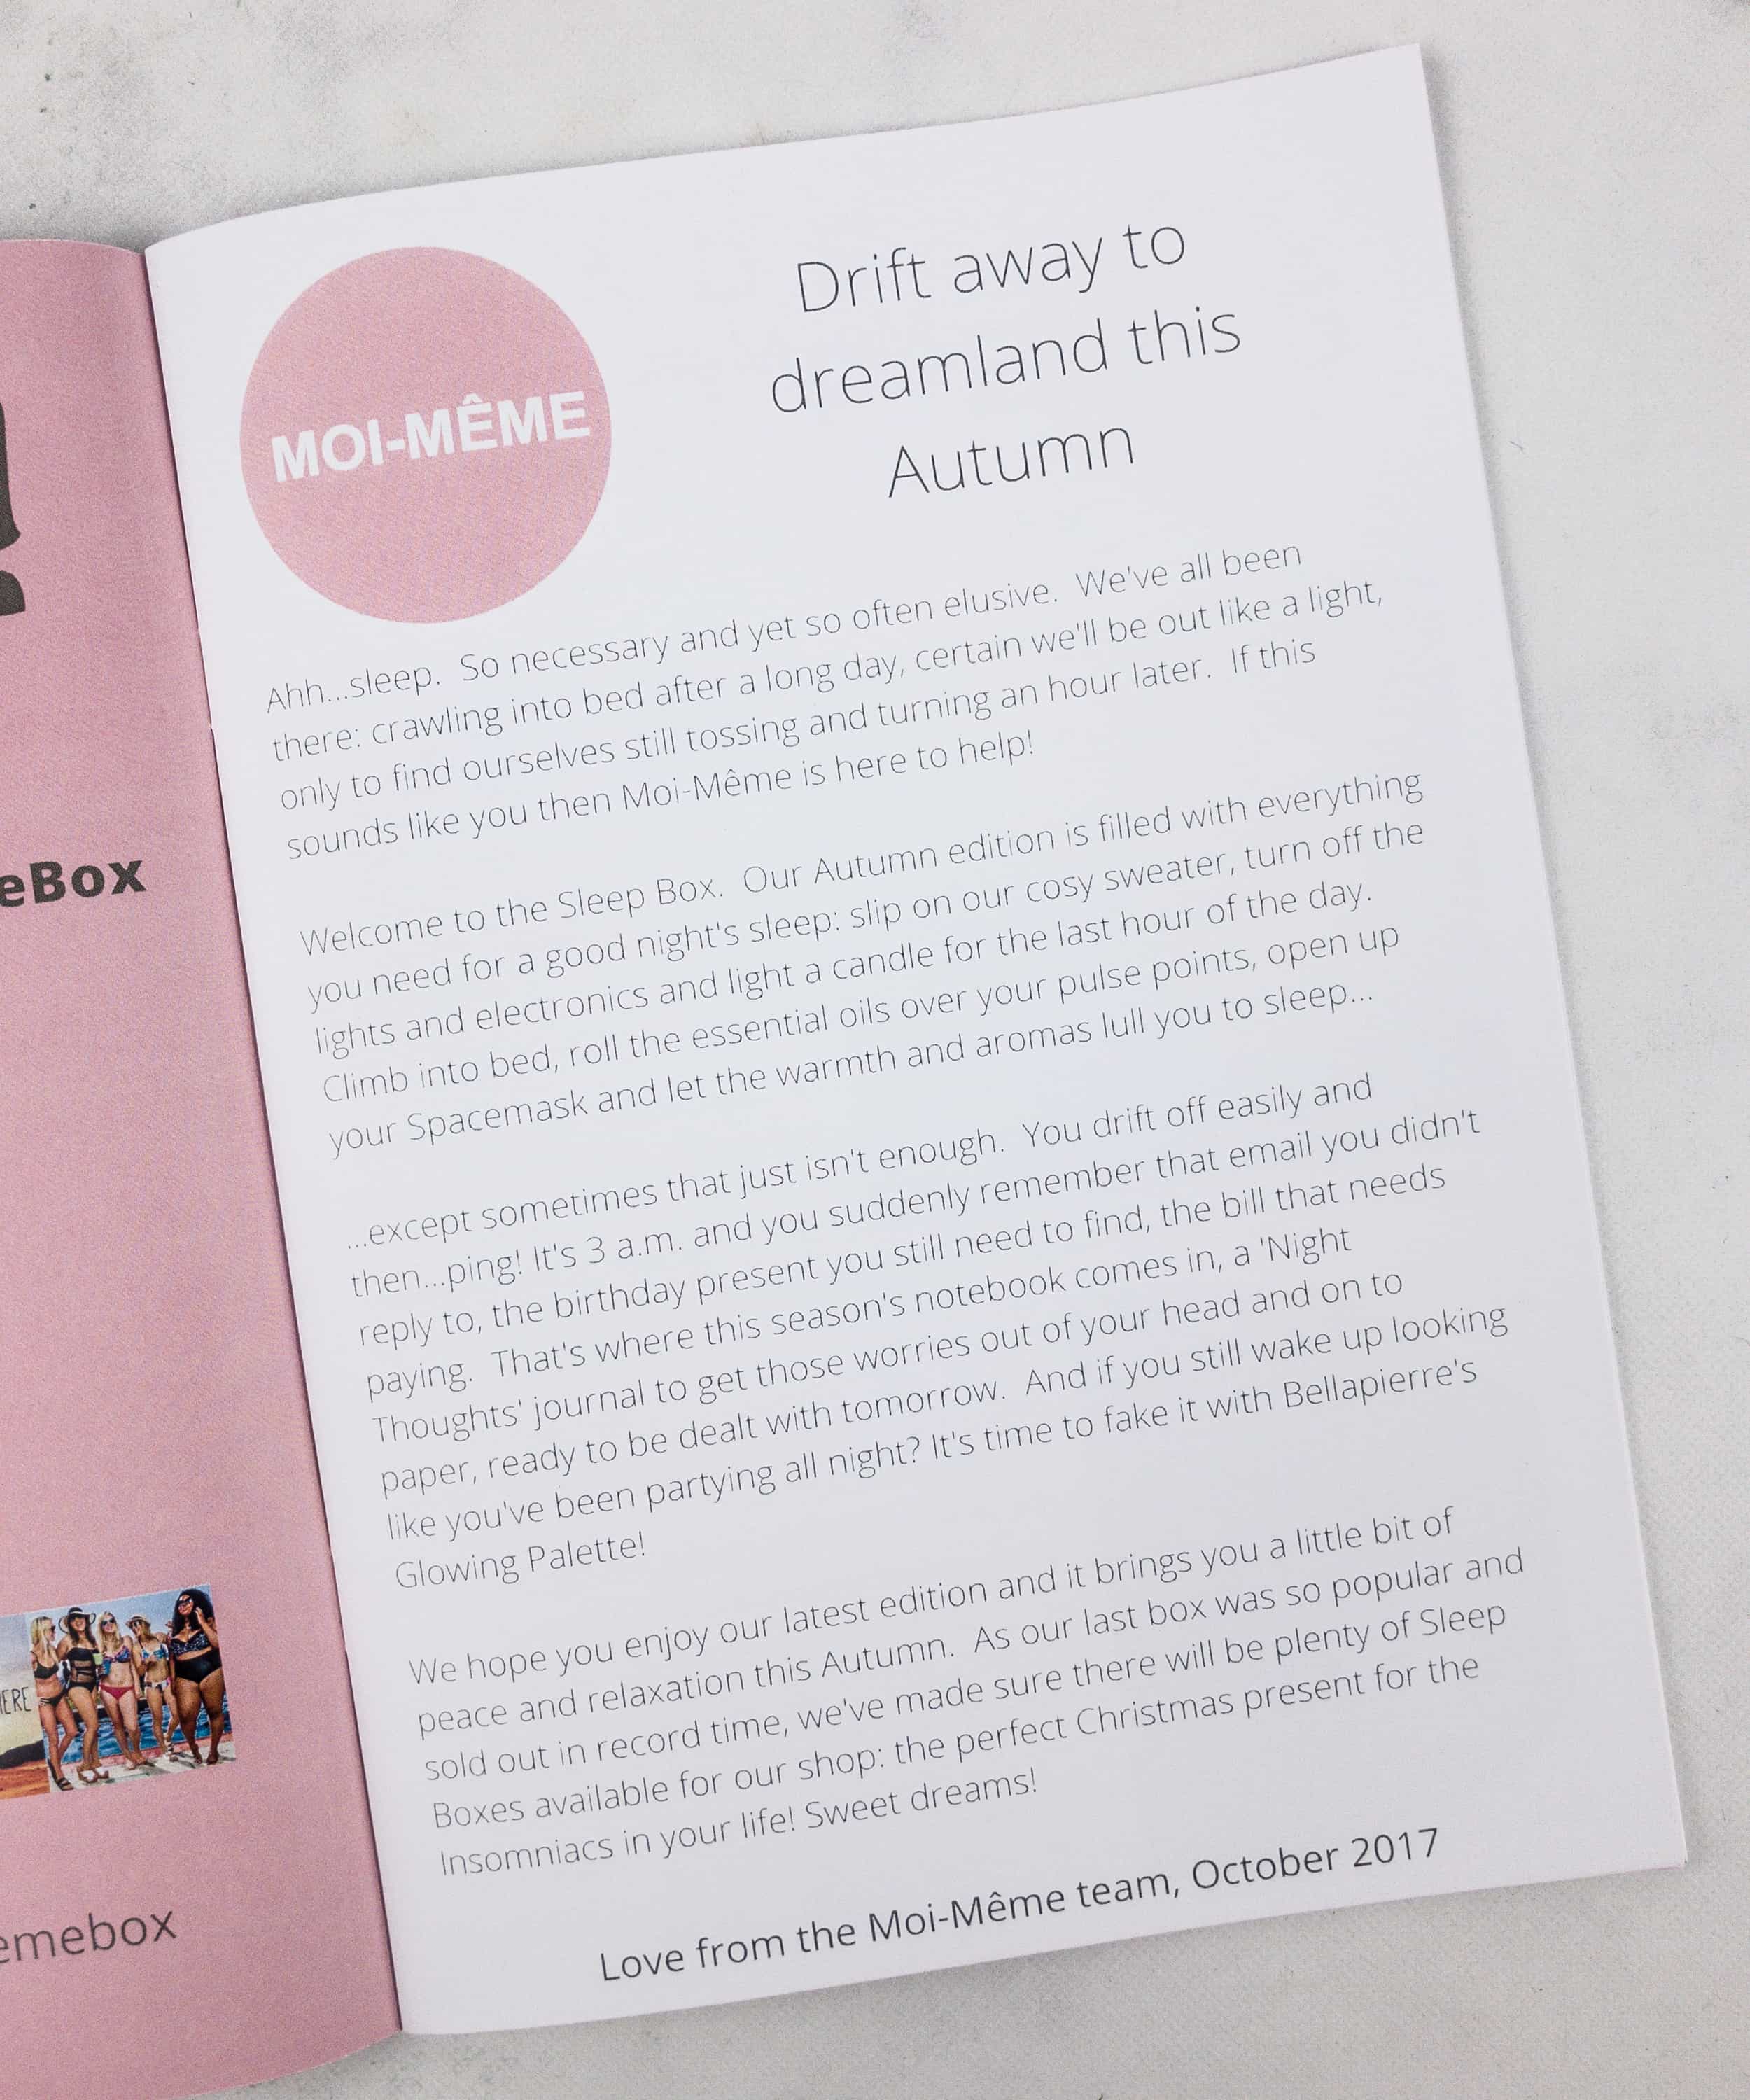 eBox
ERE
emebox
MOI-MÊME
Drift away to
dreamland this
Autumn
Ahh...sleep. So necessary and yet so often elusive. We've all been
there: crawling into bed after a long day, certain we'll be out like a light,
only to find ourselves still tossing and turning an hour later. If this
sounds like you then Moi-Même is here to help!
Welcome to the Sleep Box. Our Autumn edition is filled with everything
you need for a good night's sleep: slip on our cosy sweater, turn off the
lights and electronics and light a candle for the last hour of the day.
Climb into bed, roll the essential oils over your pulse points, open up
your Spacemask and let the warmth and aromas lull you to sleep...
...except sometimes that just isn't enough. You drift off easily and
then...ping! It's 3 a.m. and you suddenly remember that email you didn't
reply to, the birthday present you still need to find, the bill that needs
paying. That's where this season's notebook comes in, a 'Night
Thoughts' journal to get those worries out of your head and on to
paper, ready to be dealt with tomorrow. And if you still wake up looking
like you've been partying all night? It's time to fake it with Bellapierre's
Glowing Palette!
We hope you enjoy our latest edition and it brings you a little bit of
peace and relaxation this Autumn. As our last box was so popular and
sold out in record time, we've made sure there will be plenty of Sleep
Boxes available for our shop: the perfect Christmas present for the
Insomniacs in your life! Sweet dreams!
Love from the Moi-Même team, October 2017